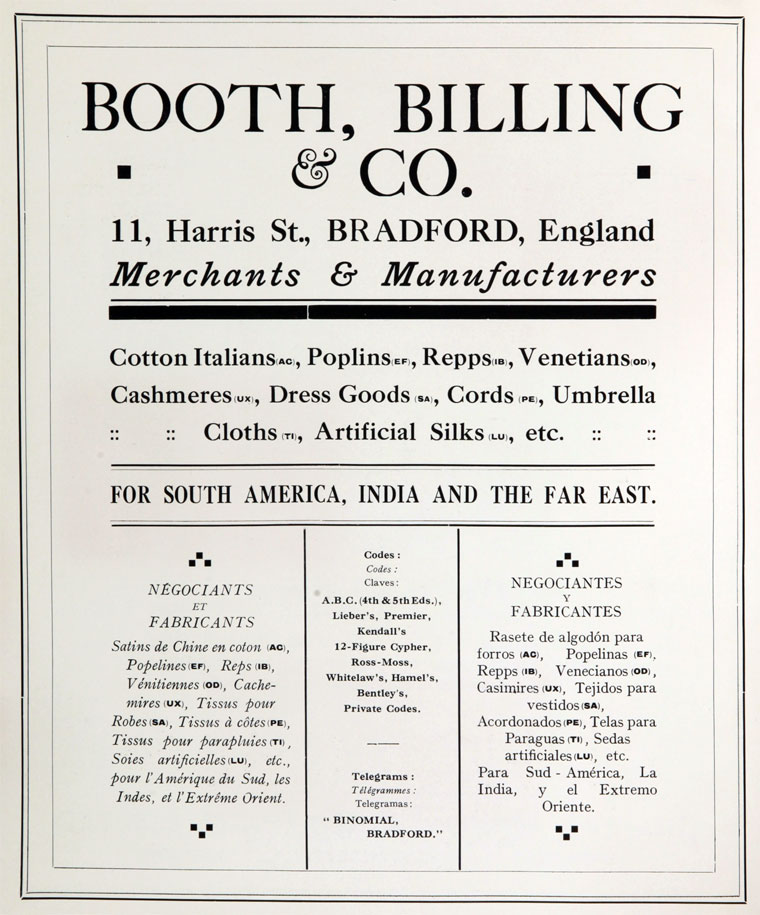 BOOTH, BILLING
& CO.
11, Harris St., BRADFORD, England
Merchants & Manufacturers
Cotton Italians(AC), Poplins(EF), Repps(IB), Venetians(OD),
Cashmeres(UX), Dress Goods (SA), Cords (PE), Umbrella
:: :: Cloths (TI), Artificial Silks (LU), etc. :: ::
FOR SOUTH AMERICA, INDIA AND THE FAR EAST.
NÉGOCIANTS
ET
FABRICANTS
Satins de Chine en coton (AC),
Popelines (EF), Reps (IB),
Vénitiennes (OD), Cache-
mires (UX), Tissus pour
Robes (SA), Tissus à côtes (PE),
Tissus pour parapluies (TI),
Soies artificielles (LU), etc.,
pour l'Amérique du Sud, les
Indes, et l'Extrême Orient.
Codes :
Codes :
Claves :
A.B.C. (4th & 5th Eds.),
Lieber's, Premier,
Kendall's
12-Figure Cypher,
Ross-Moss,
Whitelaw's, Hamel's,
Bentley's,
Private Codes.
Telegrams :
Télégrammes :
Telegramas :
"BINOMIAL,
BRADFORD."
NEGOCIANTES
Y
FABRICANTES
Rasete de algodón para
forros (AC), Popelinas (EF),
Repps (IB), Venecianos (OD),
Casimires (UX), Tejidos para
vestidos (SA),
Acordonados (PE), Telas para
Paraguas (TI), Sedas
artificiales (LU), etc.
Para Sud - América, La
India, y el Extremo
Oriente.